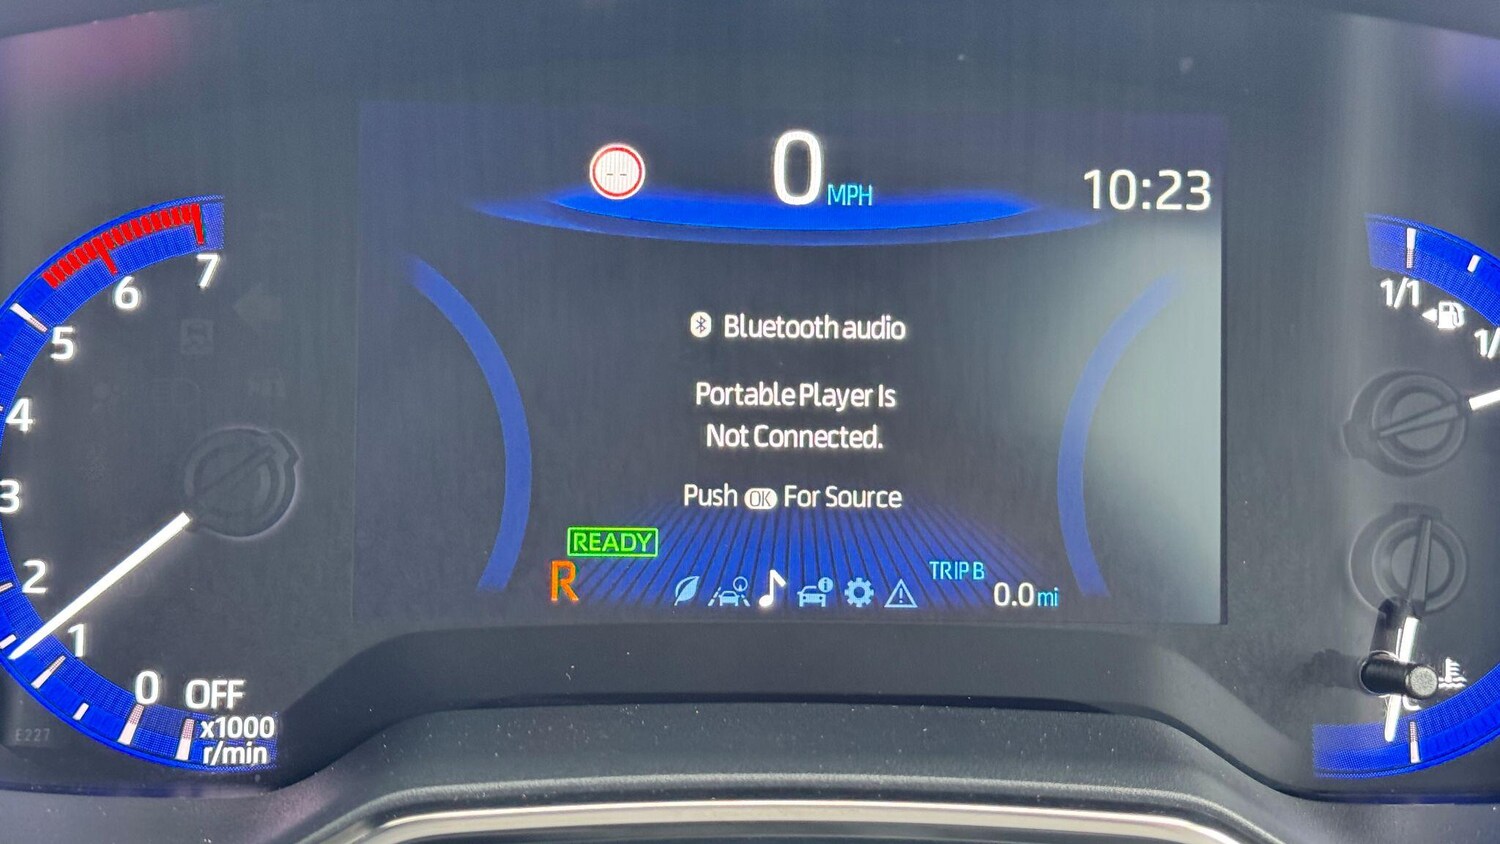 0 MPH
10:23
7
6
5
4
3
2
1
0
OFF
x1000
r/min
E227
Bluetooth audio
Portable Player Is
Not Connected.
Push OK For Source
READY
R
TRIP B
0.0 mi
1/1